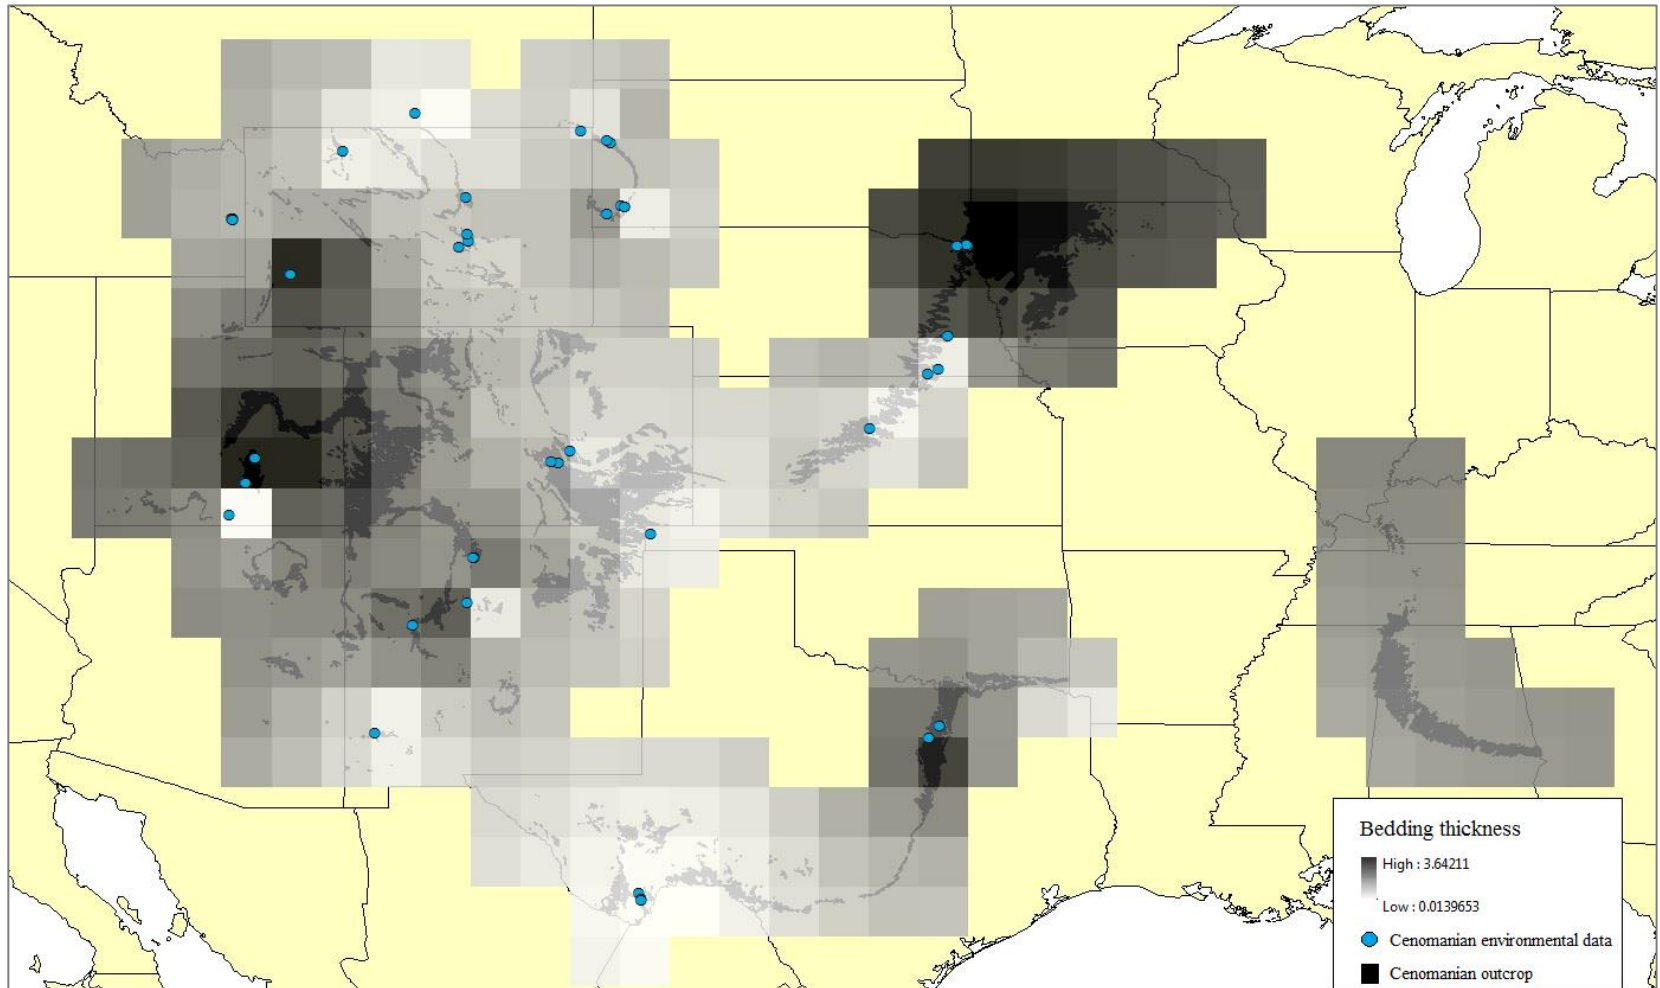 Bedding thickness
High : 3.64211
Low : 0.0139653
Cenomanian environmental data
Cenomanian outcrop